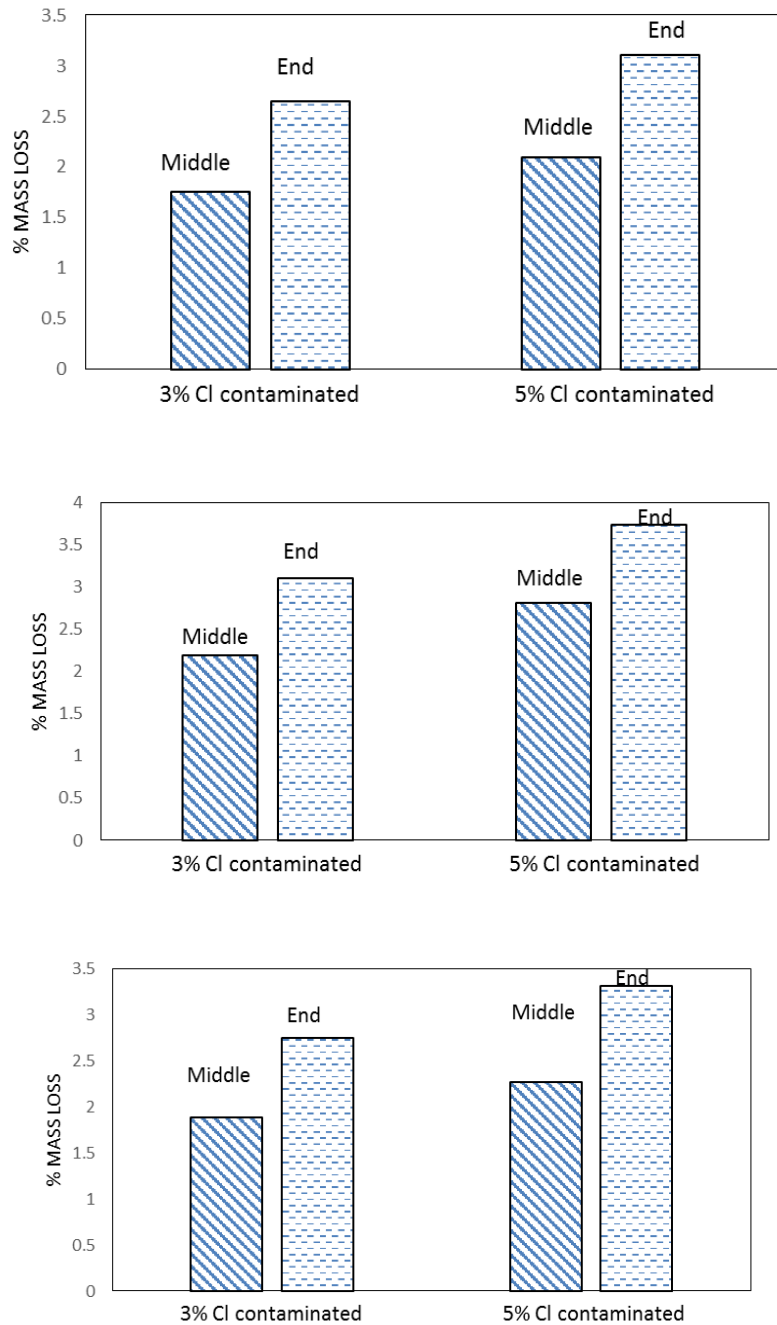 3.5
3
2.5
2
1.5
1
0.5
0
% MASS LOSS
End
End
Middle
Middle
3% Cl contaminated
5% Cl contaminated
4
3.5
3
2.5
2
1.5
1
0.5
0
% MASS LOSS
End
End
Middle
Middle
3% Cl contaminated
5% Cl contaminated
3.5
3
2.5
2
1.5
1
0.5
0
% MASS LOSS
End
End
Middle
Middle
3% Cl contaminated
5% Cl contaminated